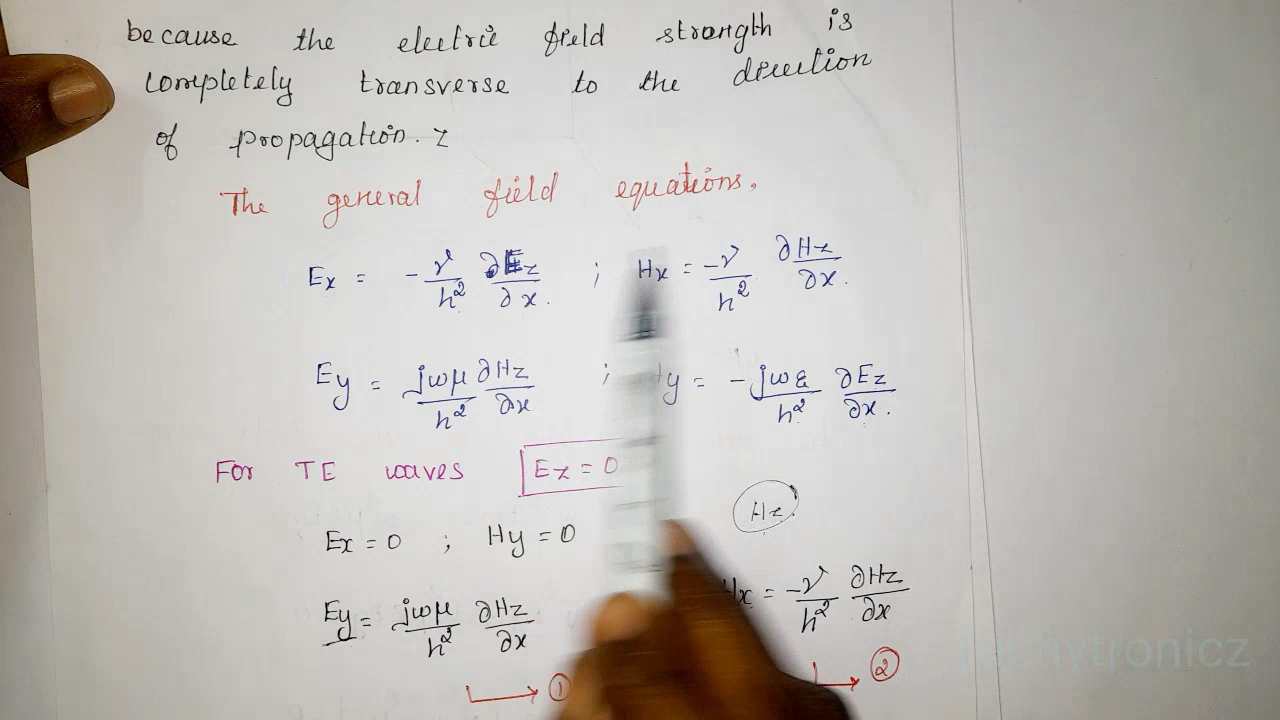 because the electric field strength is
completely transverse to the direction
of propagation. z
The general field equations,
Ex = - γ/h² ∂Ez/∂x. ; Hx = -γ/h² ∂Hz/∂x.
Ey = jωμ/h² ∂Hz/∂x ; y = - jωε/h² ∂Ez/∂x.
For TE waves Ez = 0
Hz
Ex = 0 ; Hy = 0
Ey = jωμ/h² ∂Hz/∂x Hx = -γ/h² ∂Hz/∂x
① ②
techytronicz